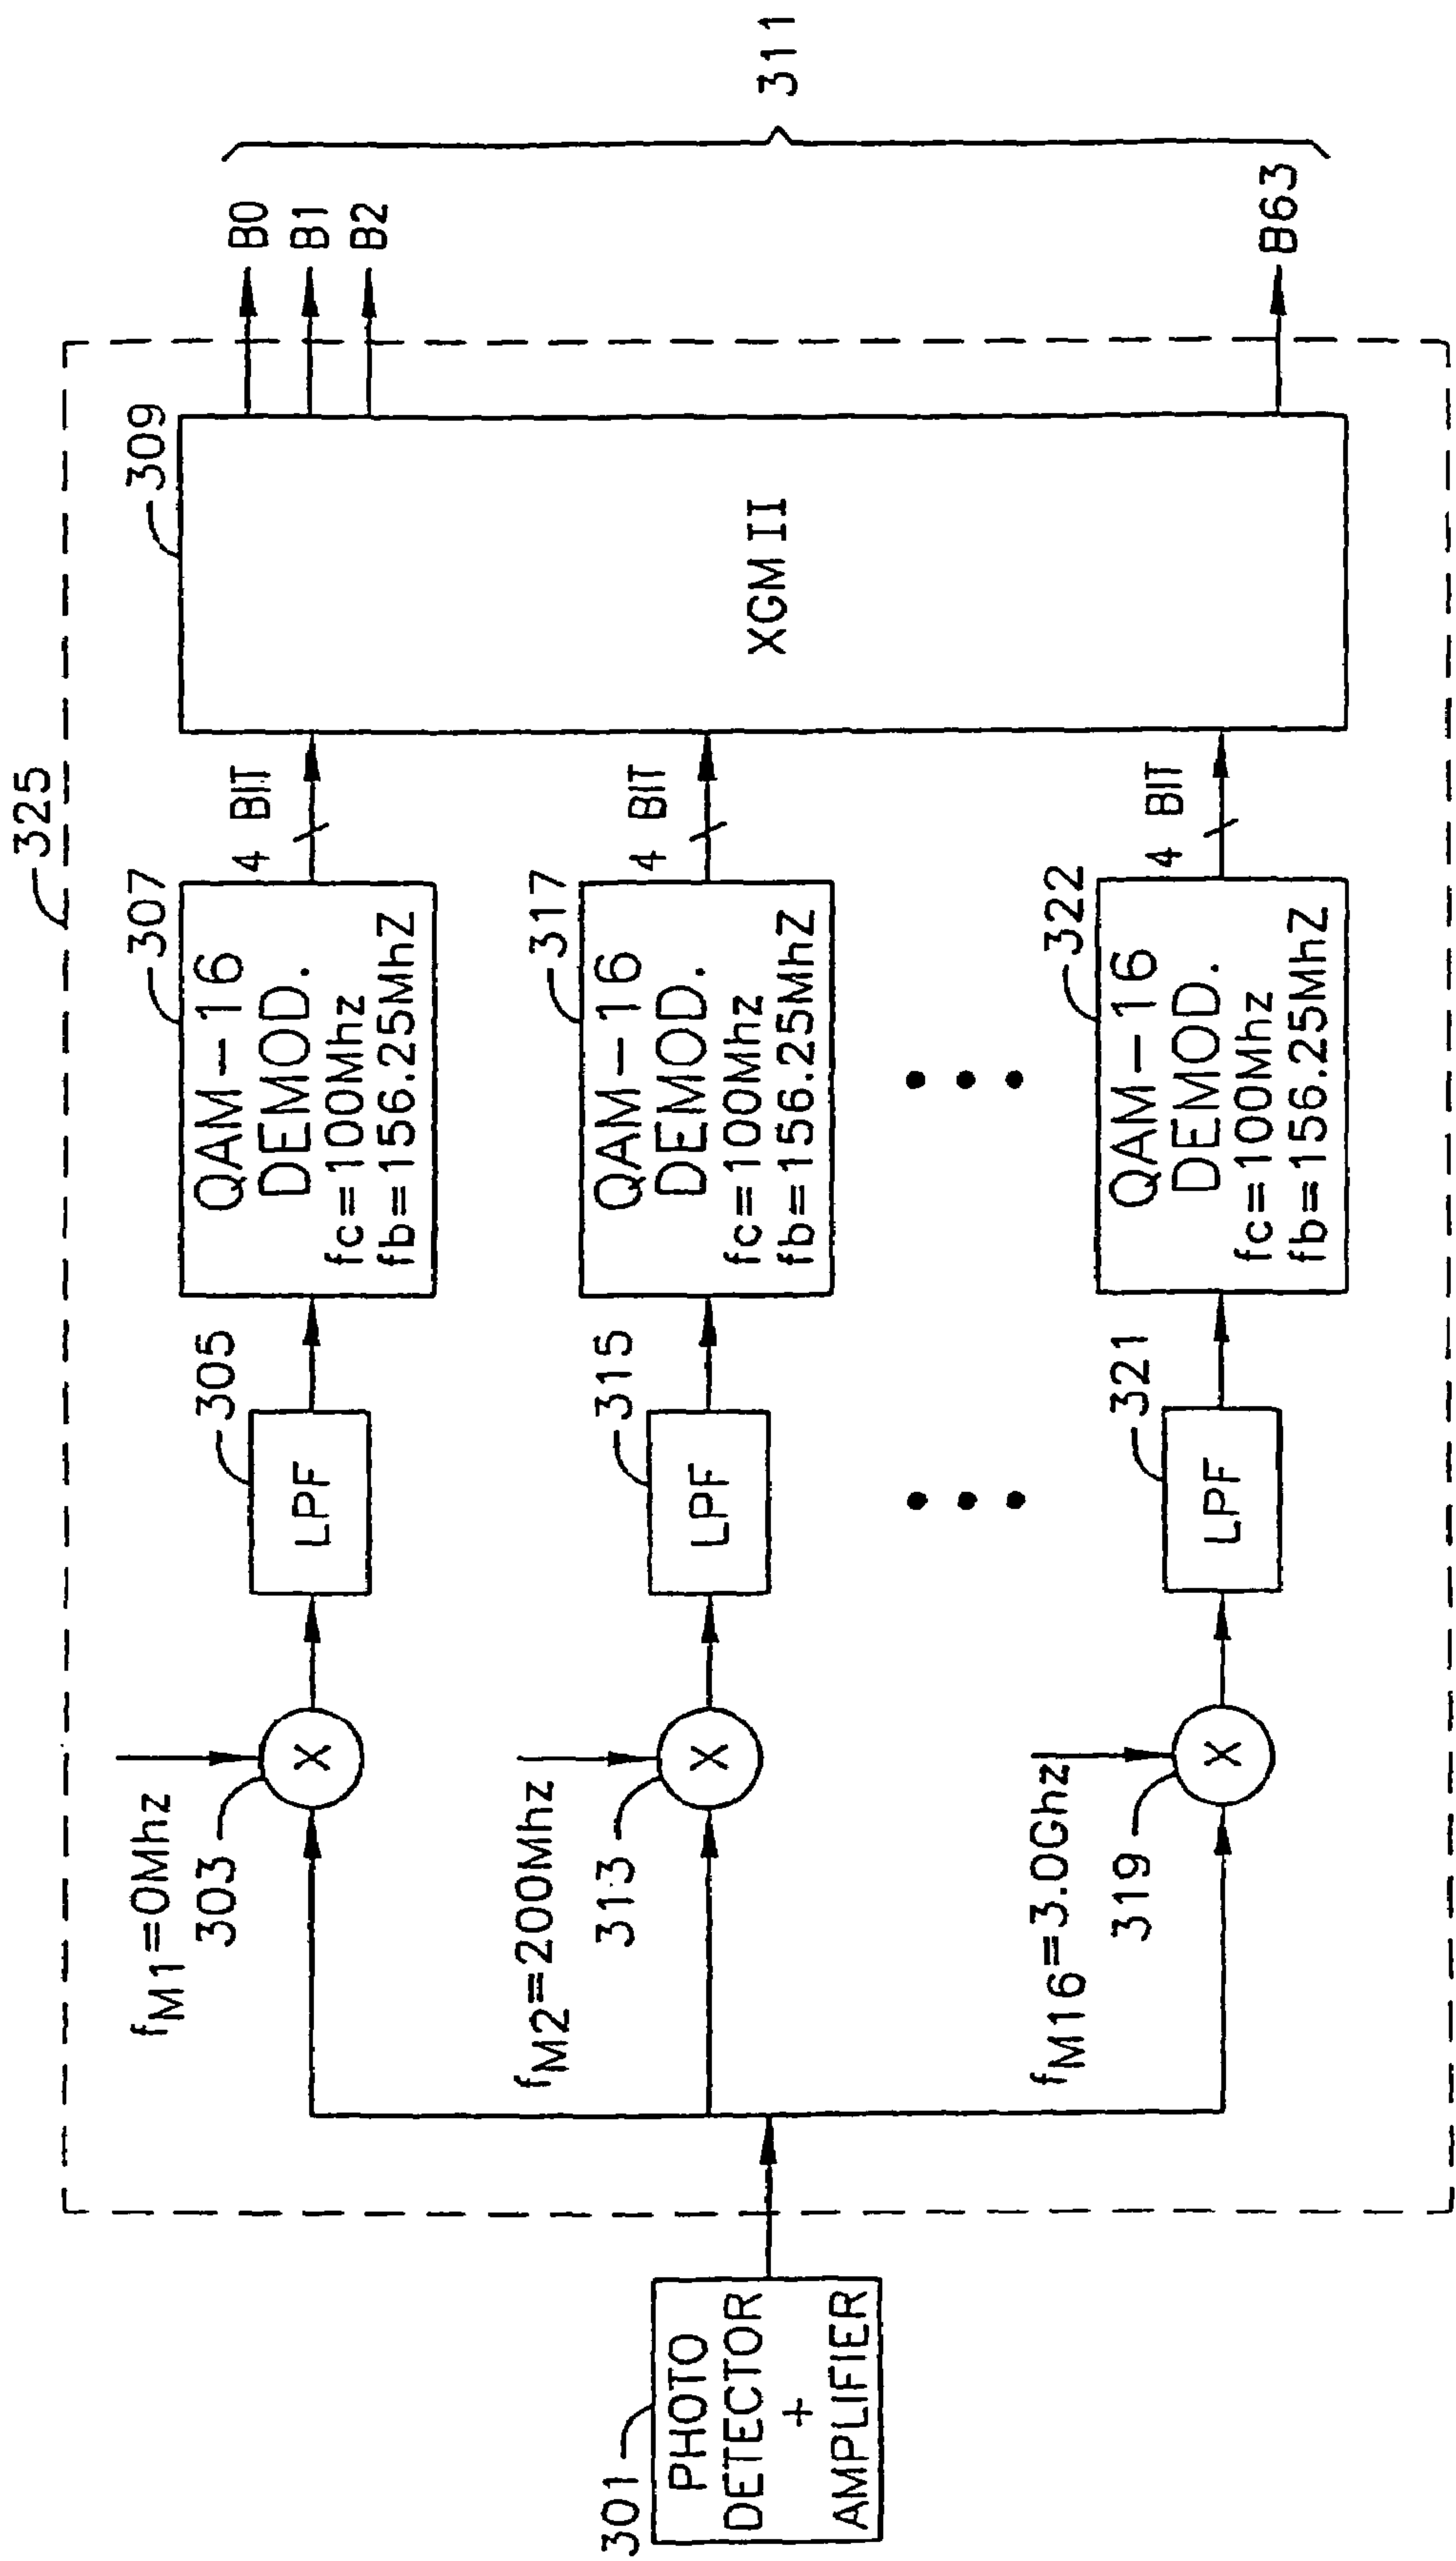 325
301
PHOTO
DETECTOR
+
AMPLIFIER
fM1=0Mhz
303
X
305
LPF
307
QAM-16
DEMOD.
fc=100Mhz
fb=156.25MhZ
4 BIT
fM2=200Mhz
313
X
315
LPF
317
QAM-16
DEMOD.
fc=100Mhz
fb=156.25MhZ
4 BIT
fM16=3.0Ghz
319
X
321
LPF
322
QAM-16
DEMOD.
fc=100Mhz
fb=156.25MhZ
4 BIT
309
XGM II
B0
B1
B2
B63
311